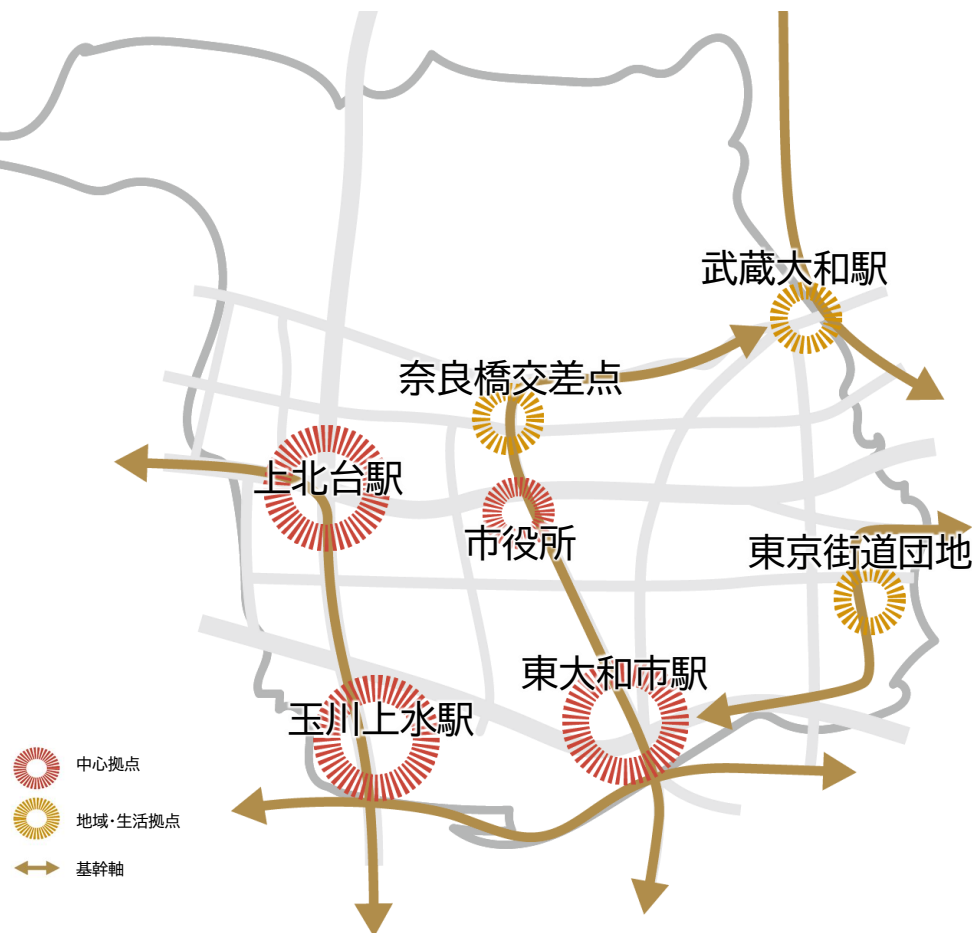 武蔵大和駅
奈良橋交差点
上北台駅
市役所
東京街道団地
東大和市駅
玉川上水駅
中心拠点
地域・生活拠点
基幹軸